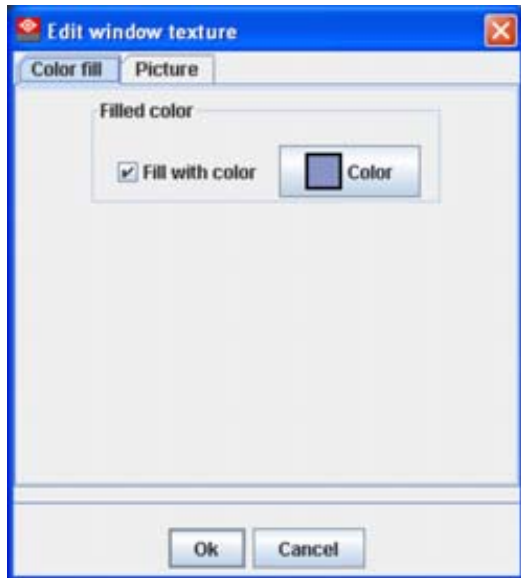 Edit window texture
Color fill Picture
Filled color
Fill with color Color
Ok Cancel